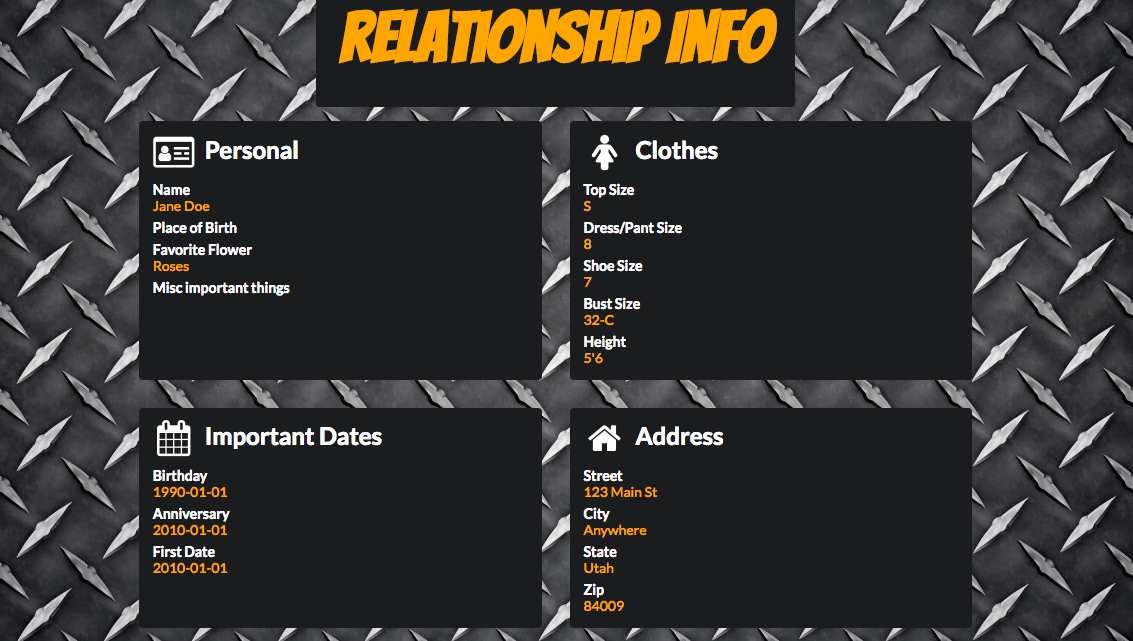 RELATIONSHIP INFO
Personal
Name
Jane Doe
Place of Birth
Favorite Flower
Roses
Misc important things
Clothes
Top Size
S
Dress/Pant Size
8
Shoe Size
7
Bust Size
32-C
Height
5'6
Important Dates
Birthday
1990-01-01
Anniversary
2010-01-01
First Date
2010-01-01
Address
Street
123 Main St
City
Anywhere
State
Utah
Zip
84009